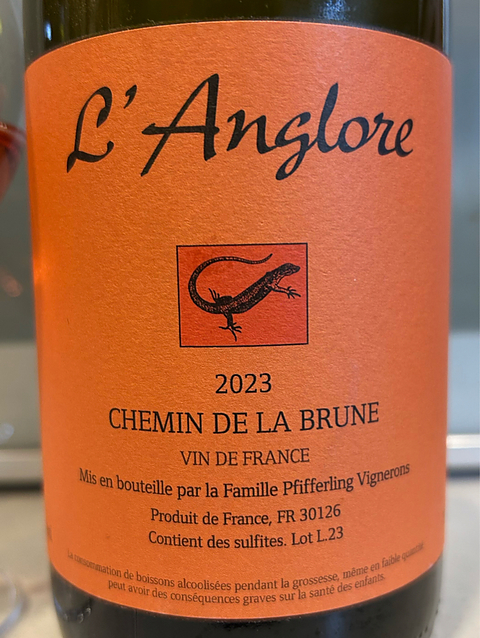 L'Anglore
2023
CHEMIN DE LA BRUNE
VIN DE FRANCE
Mis en bouteille par la Famille Pfifferling Vignerons
Produit de France, FR 30126
Contient des sulfites. Lot L.23
La consommation de boissons alcoolisées pendant la grossesse, même en faible quantité,
peut avoir des conséquences graves sur la santé des enfants.